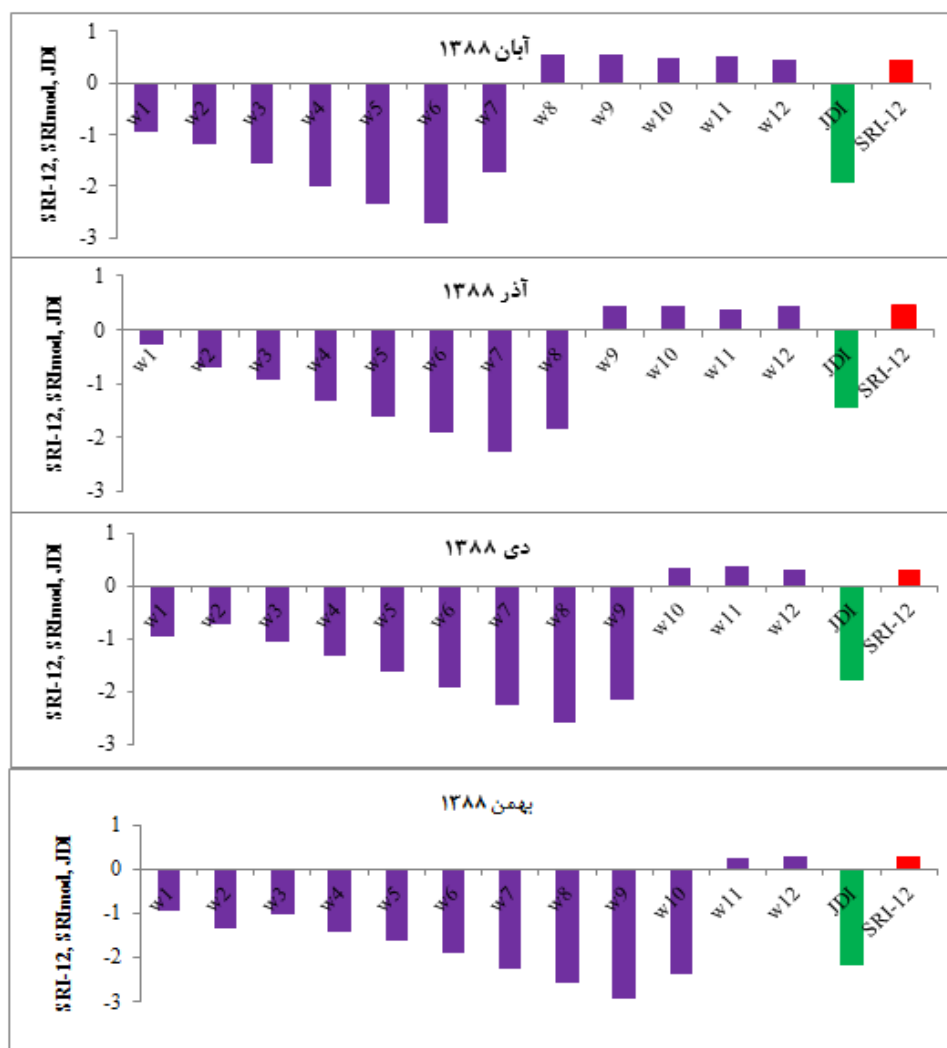 آبان ۱۳۸۸
SRI-12, SRImod, JDI
1
0
-1
-2
-3
w1 w2 w3 w4 w5 w6 w7 w8 w9 w10 w11 w12 JDI SRI-12
آذر ۱۳۸۸
SRI-12, SRImod, JDI
1
0
-1
-2
-3
w1 w2 w3 w4 w5 w6 w7 w8 w9 w10 w11 w12 JDI SRI-12
دی ۱۳۸۸
SRI-12, SRImod, JDI
1
0
-1
-2
-3
w1 w2 w3 w4 w5 w6 w7 w8 w9 w10 w11 w12 JDI SRI-12
بهمن ۱۳۸۸
SRI-12, SRImod, JDI
1
0
-1
-2
-3
w1 w2 w3 w4 w5 w6 w7 w8 w9 w10 w11 w12 JDI SRI-12